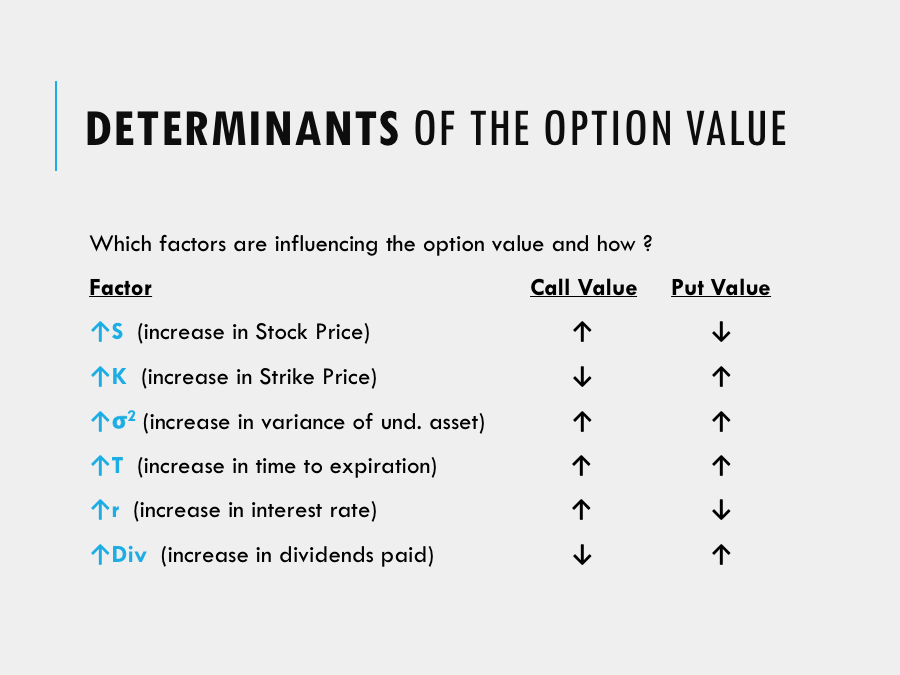 DETERMINANTS OF THE OPTION VALUE
Which factors are influencing the option value and how ?
Factor Call Value Put Value
↑S (increase in Stock Price) ↑ ↓
↑K (increase in Strike Price) ↓ ↑
↑σ² (increase in variance of und. asset) ↑ ↑
↑T (increase in time to expiration) ↑ ↑
↑r (increase in interest rate) ↑ ↓
↑Div (increase in dividends paid) ↓ ↑